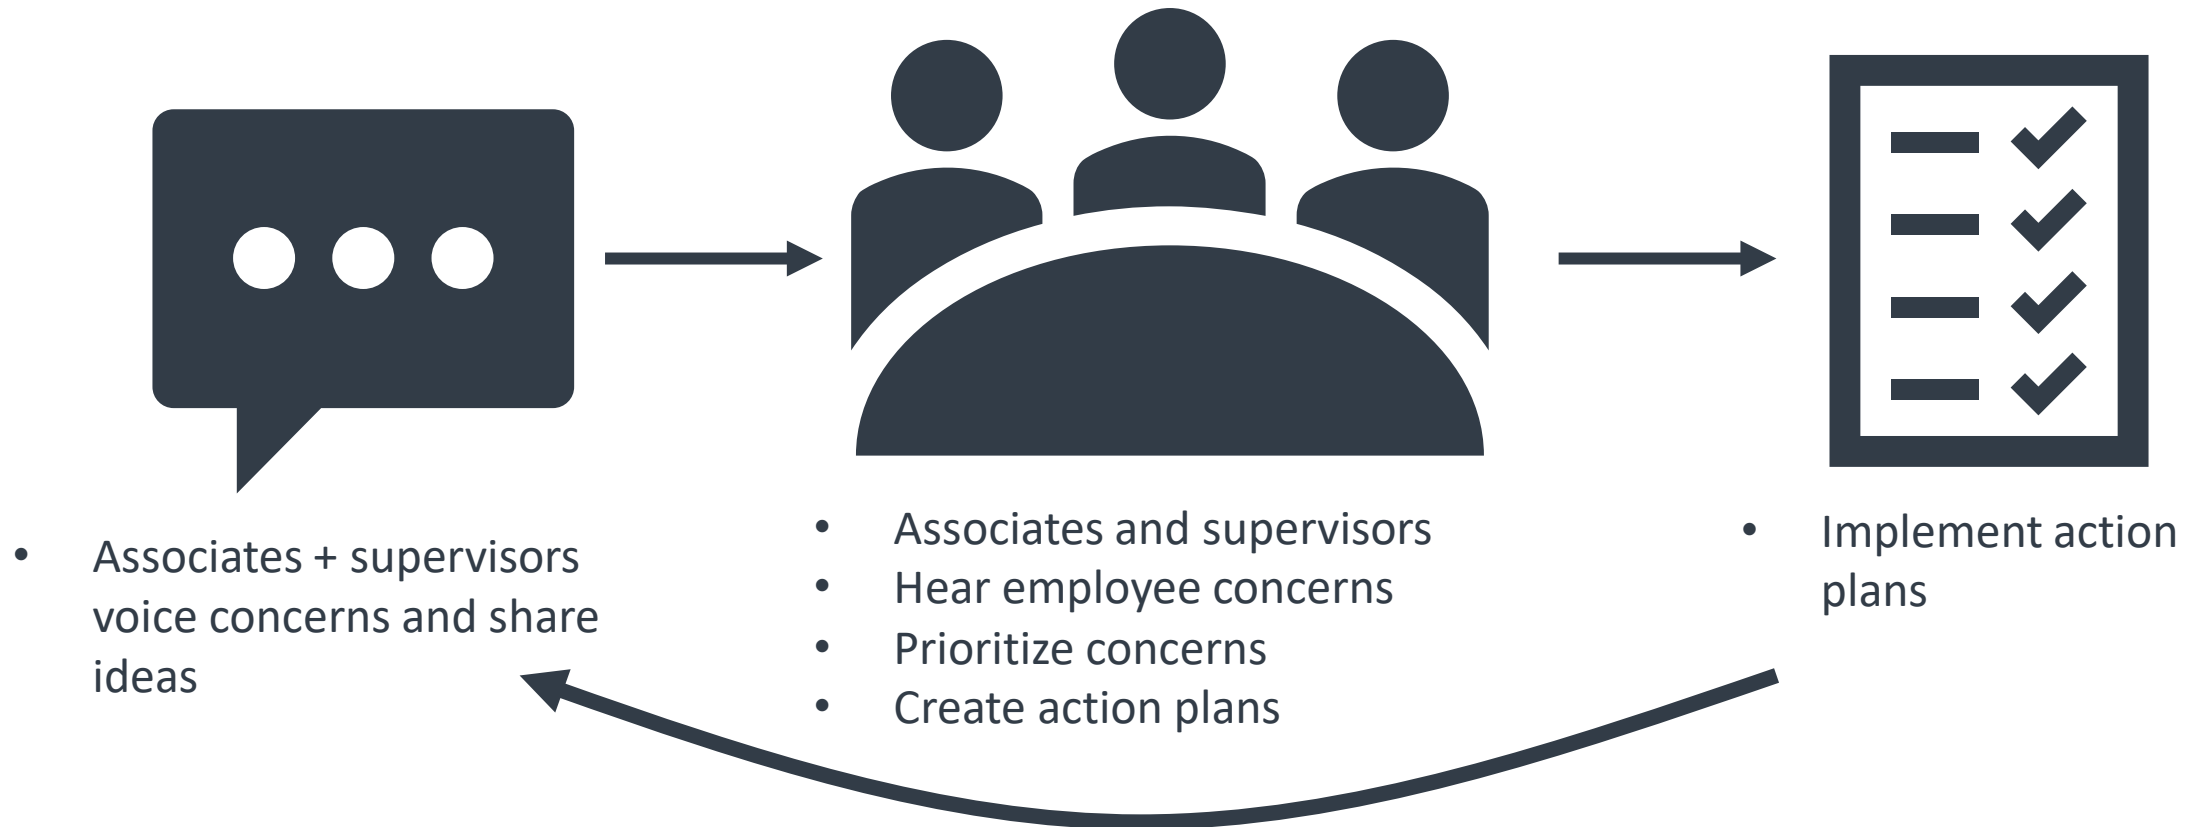 • Associates + supervisors
voice concerns and share
ideas
• Associates and supervisors
• Hear employee concerns
• Prioritize concerns
• Create action plans
• Implement action
plans